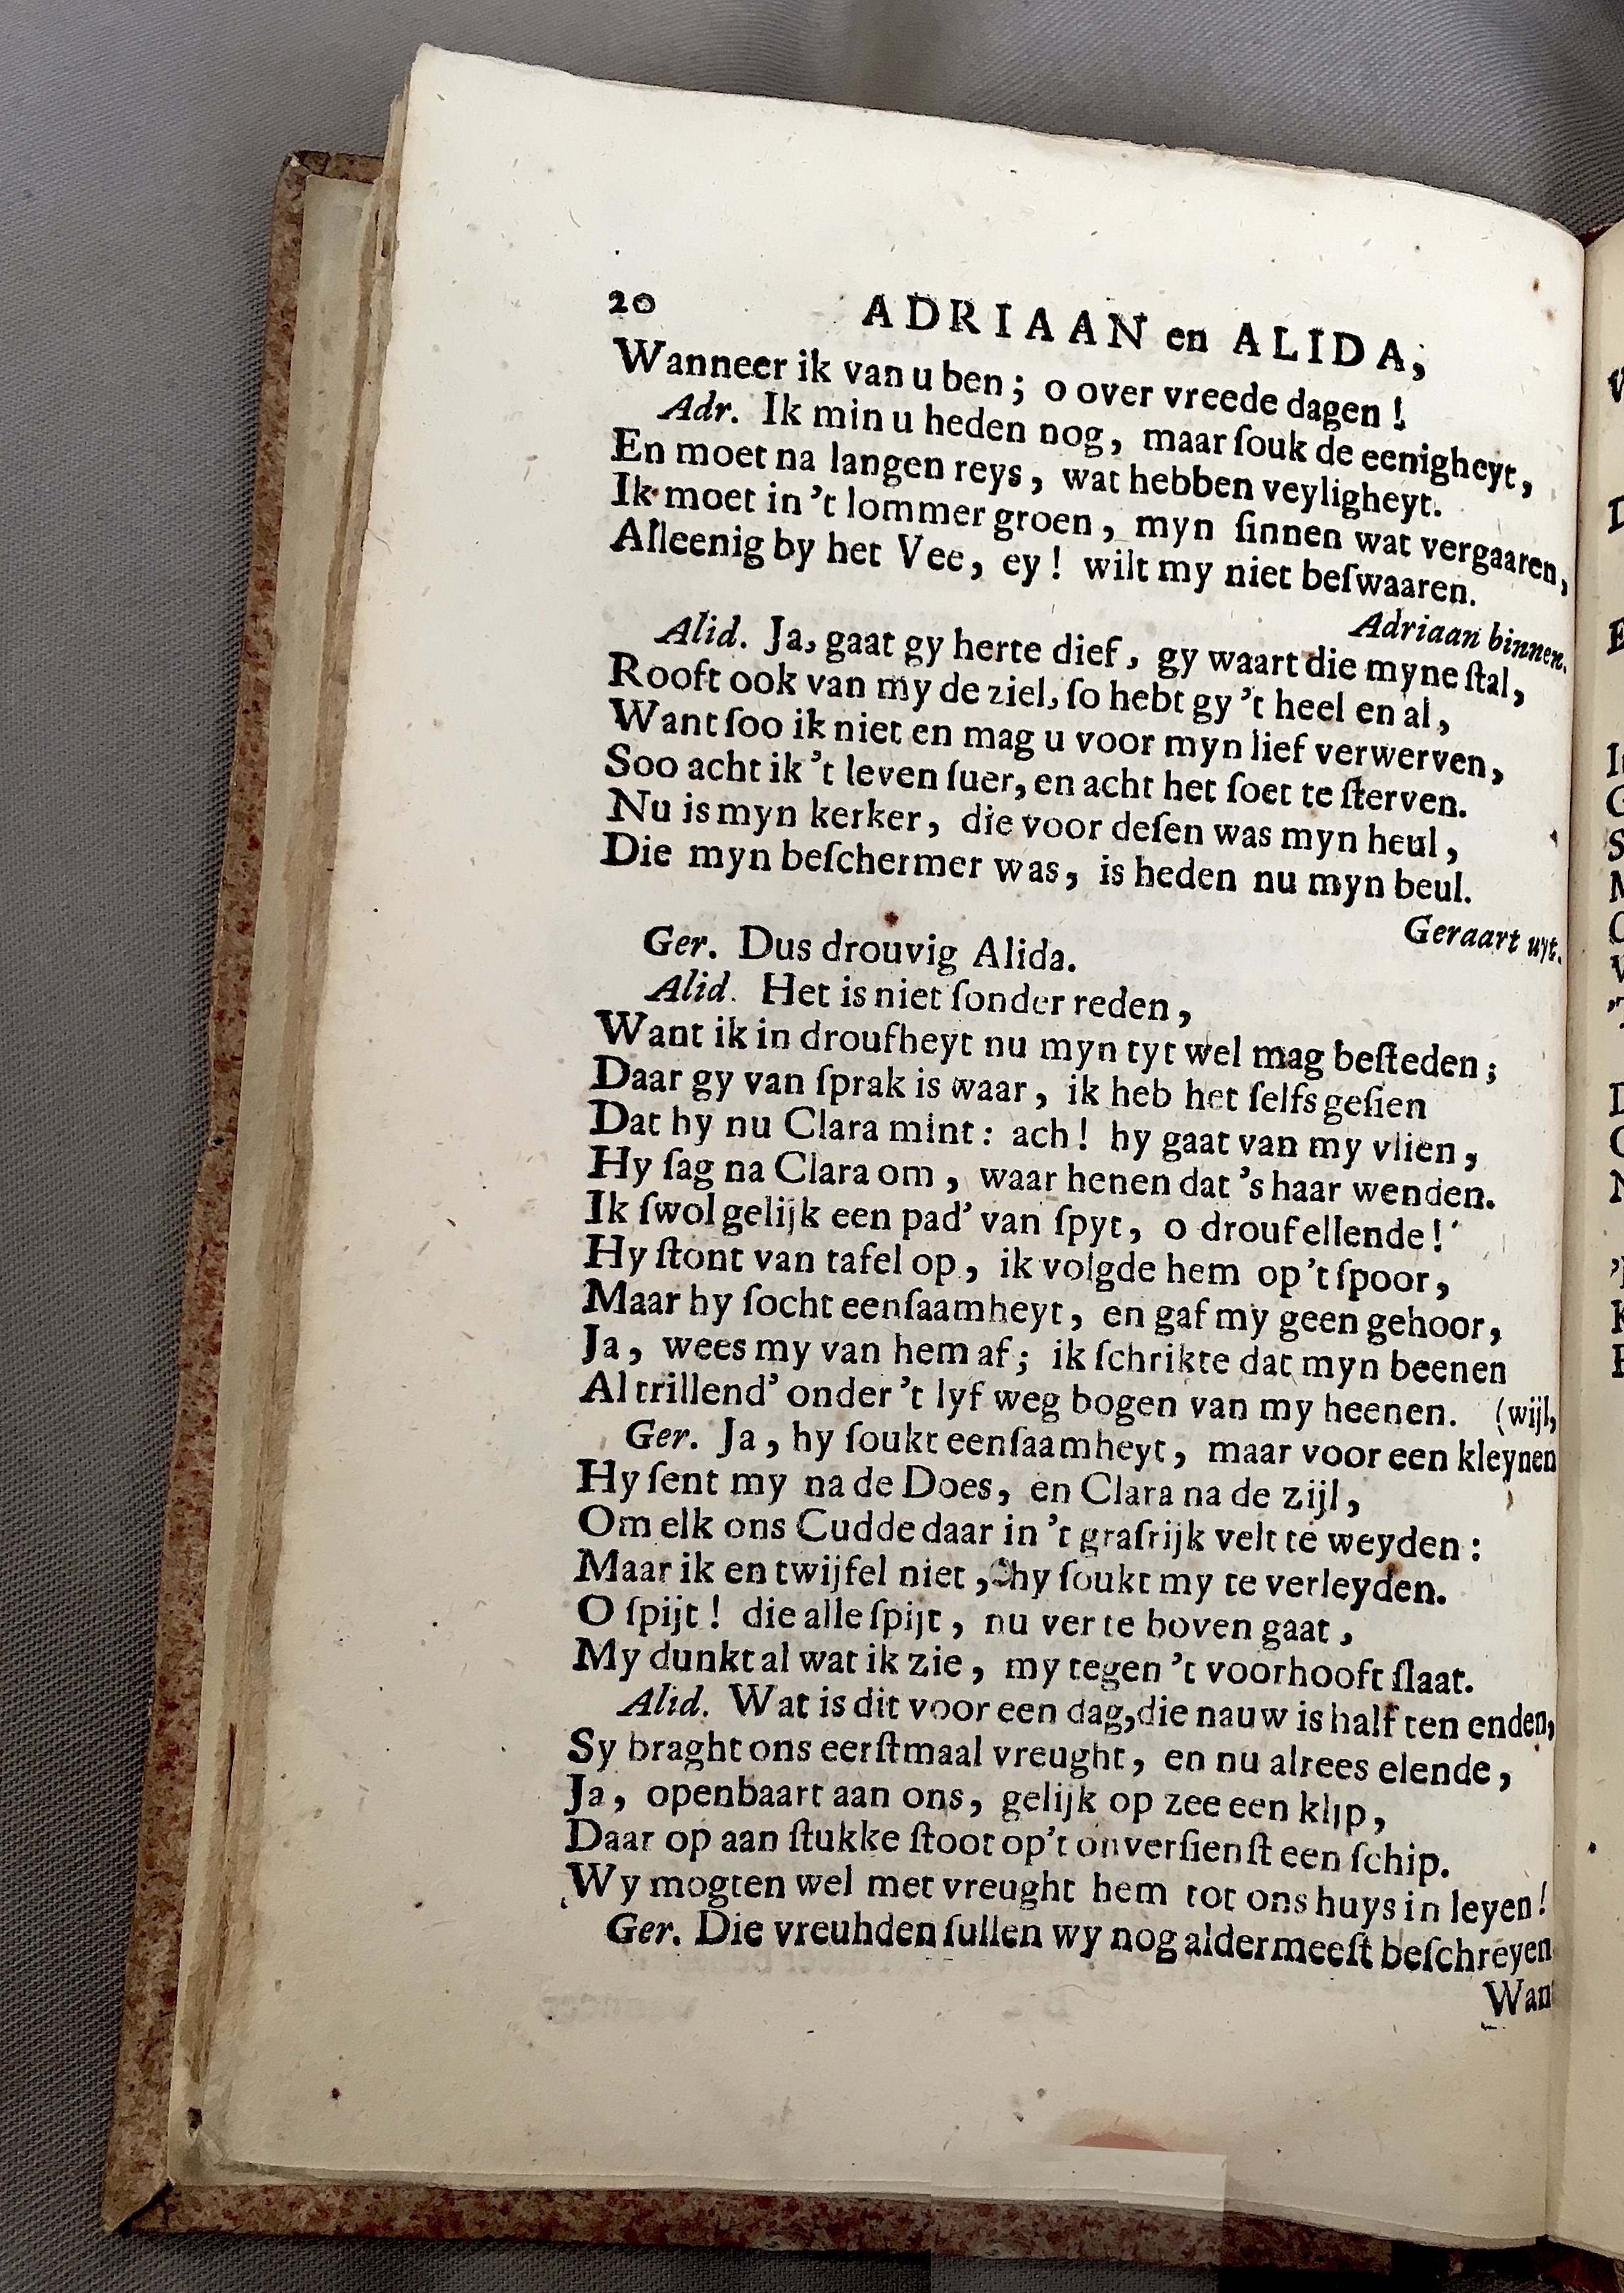 20 ADRIAAN en ALIDA,
Wanneer ik van u ben; o over vreede dagen!
Adr. Ik min u heden nog, maar ſouk de eenigheyt,
En moet na langen reys, wat hebben veyligheyt.
Ik moet in 't lommer groen, myn ſinnen wat vergaaren,
Alleenig by het Vee, ey! wilt my niet beſwaaren.
Adriaan binnen.
Alid. Ja, gaat gy herte dief, gy waart die myne ſtal,
Rooft ook van my de ziel, ſo hebt gy 't heel en al,
Want ſoo ik niet en mag u voor myn lief verwerven,
Soo acht ik 't leven ſuer, en acht het ſoet te ſterven.
Nu is myn kerker, die voor deſen was myn heul,
Die myn beſchermer was, is heden nu myn beul.
Geraart uyt.
Ger. Dus drouvig Alida.
Alid. Het is niet ſonder reden,
Want ik in droufheyt nu myn tyt wel mag beſteden;
Daar gy van ſprak is waar, ik heb het ſelfs geſien
Dat hy nu Clara mint: ach! hy gaat van my vlien,
Hy ſag na Clara om, waar henen dat 's haar wenden.
Ik ſwol gelijk een pad' van ſpyt, o drouf ellende!
Hy ſtont van tafel op, ik volgde hem op 't ſpoor,
Maar hy ſocht eenſaamheyt, en gaf my geen gehoor,
Ja, wees my van hem af; ik ſchrikte dat myn beenen
Al trillend' onder 't lyf weg bogen van my heenen. (wijl,
Ger. Ja, hy ſoukt eenſaamheyt, maar voor een kleynen
Hy ſent my na de Does, en Clara na de zijl,
Om elk ons Cudde daar in 't graſrijk velt te weyden:
Maar ik en twijfel niet, hy ſoukt my te verleyden.
O ſpijt! die alle ſpijt, nu ver te boven gaat,
My dunkt al wat ik zie, my tegen 't voorhooft ſlaat.
Alid. Wat is dit voor een dag, die nauw is half ten enden,
Sy braght ons eerſtmaal vreught, en nu alrees elende,
Ja, openbaart aan ons, gelijk op zee een klip,
Daar op aan ſtukke ſtoot op't onverſienſt een ſchip.
Wy mogten wel met vreught hem tot ons huys in leyen!
Ger. Die vreuhden ſullen wy nog aldermeeſt beſchreyen
Want